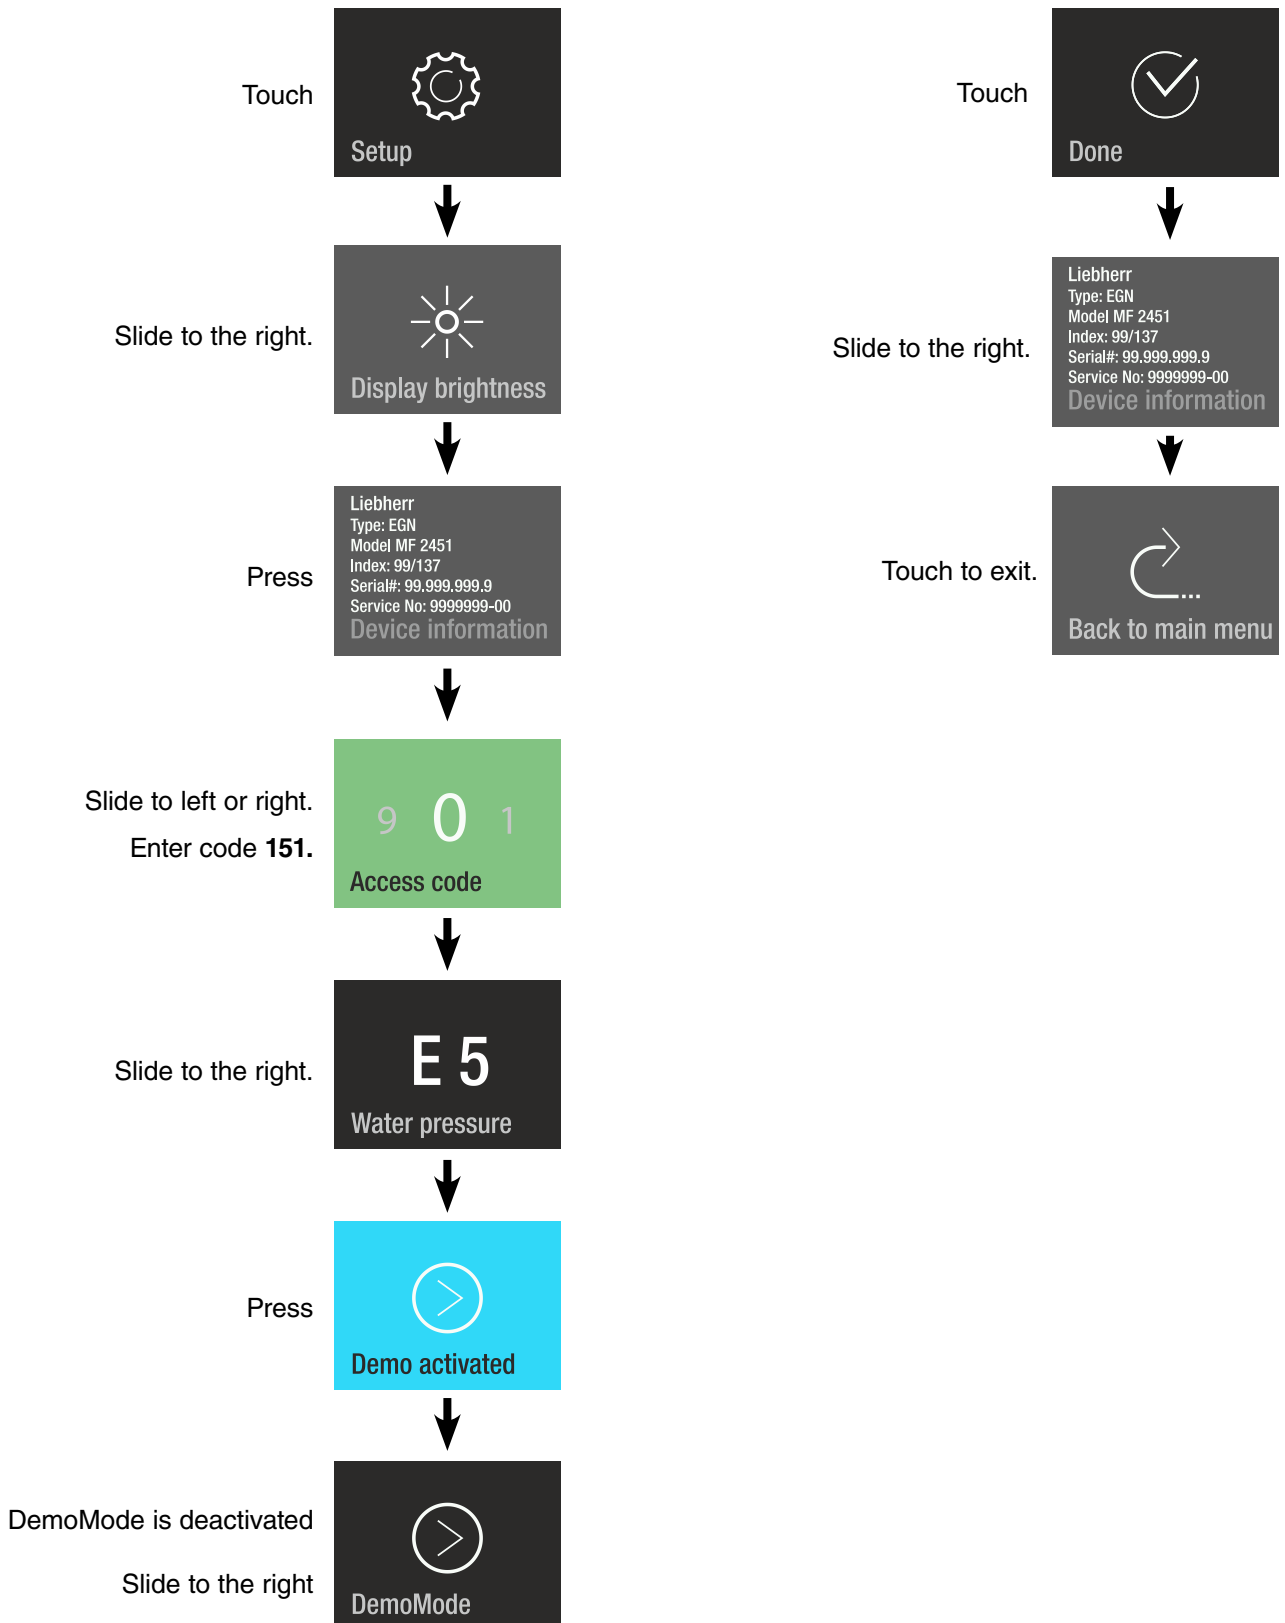 Touch
Setup
Slide to the right.
Display brightness
Press
Liebherr
Type: EGN
Model MF 2451
Index: 99/137
Serial#: 99.999.999.9
Service No: 9999999-00
Device information
Slide to left or right.
Enter code 151.
9 0 1
Access code
Slide to the right.
E 5
Water pressure
Press
Demo activated
DemoMode is deactivated
Slide to the right
DemoMode
Touch
Done
Slide to the right.
Liebherr
Type: EGN
Model MF 2451
Index: 99/137
Serial#: 99.999.999.9
Service No: 9999999-00
Device information
Touch to exit.
Back to main menu